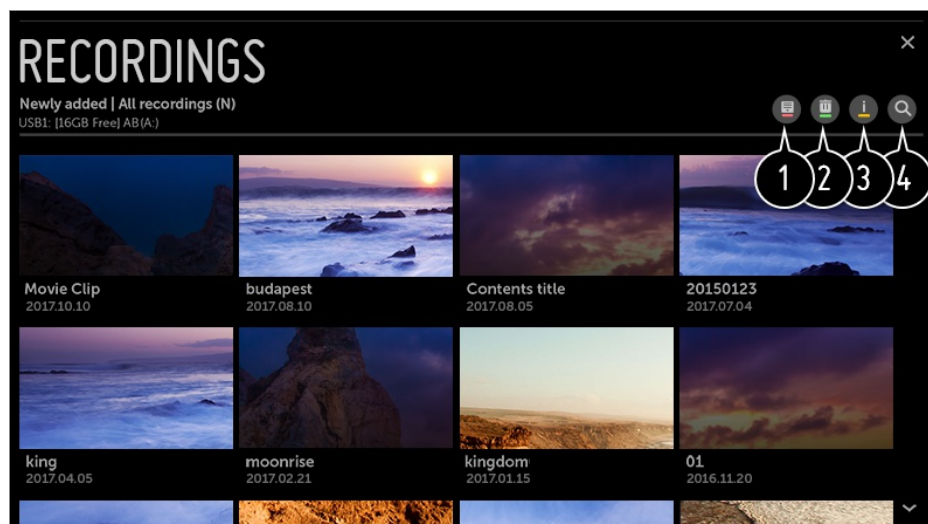 RECORDINGS
Newly added | All recordings (N)
USB1: [16GB Free] AB(A:)
1 2 3 4
Movie Clip
2017.10.10
budapest
2017.08.10
Contents title
2017.08.05
20150123
2017.07.04
king
2017.04.05
moonrise
2017.02.21
kingdom
2017.01.15
01
2016.11.20